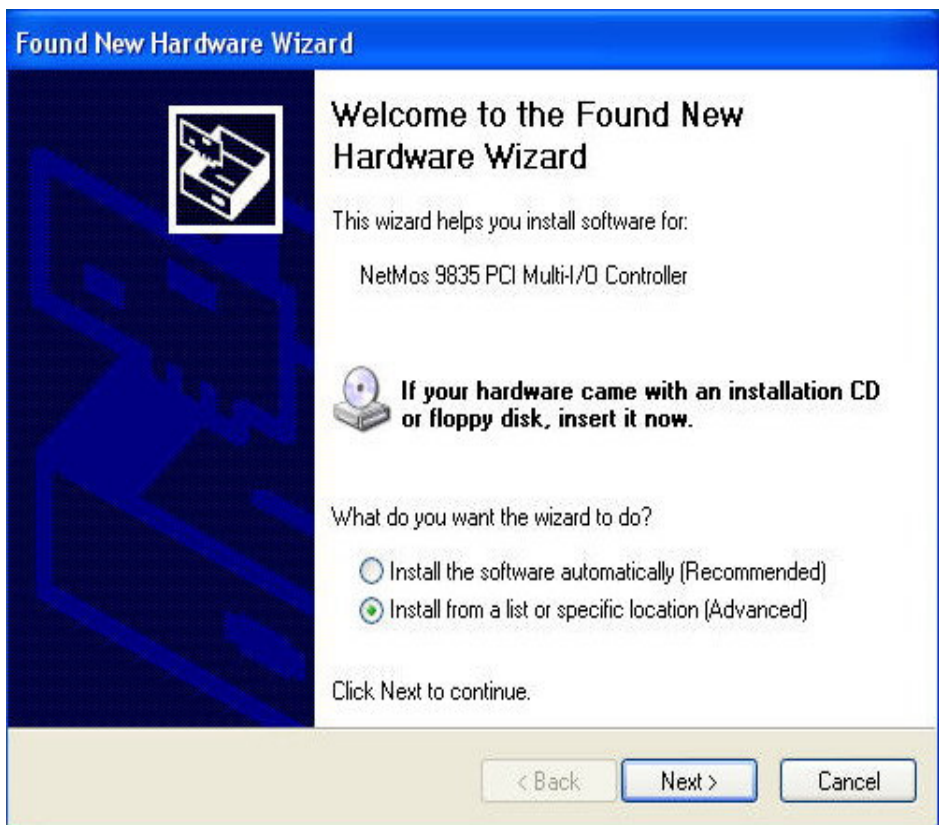 Found New Hardware Wizard
Welcome to the Found New
Hardware Wizard
This wizard helps you install software for:
NetMos 9835 PCI Multi-I/O Controller
If your hardware came with an installation CD
or floppy disk, insert it now.
What do you want the wizard to do?
Install the software automatically (Recommended)
Install from a list or specific location (Advanced)
Click Next to continue.
< Back
Next >
Cancel